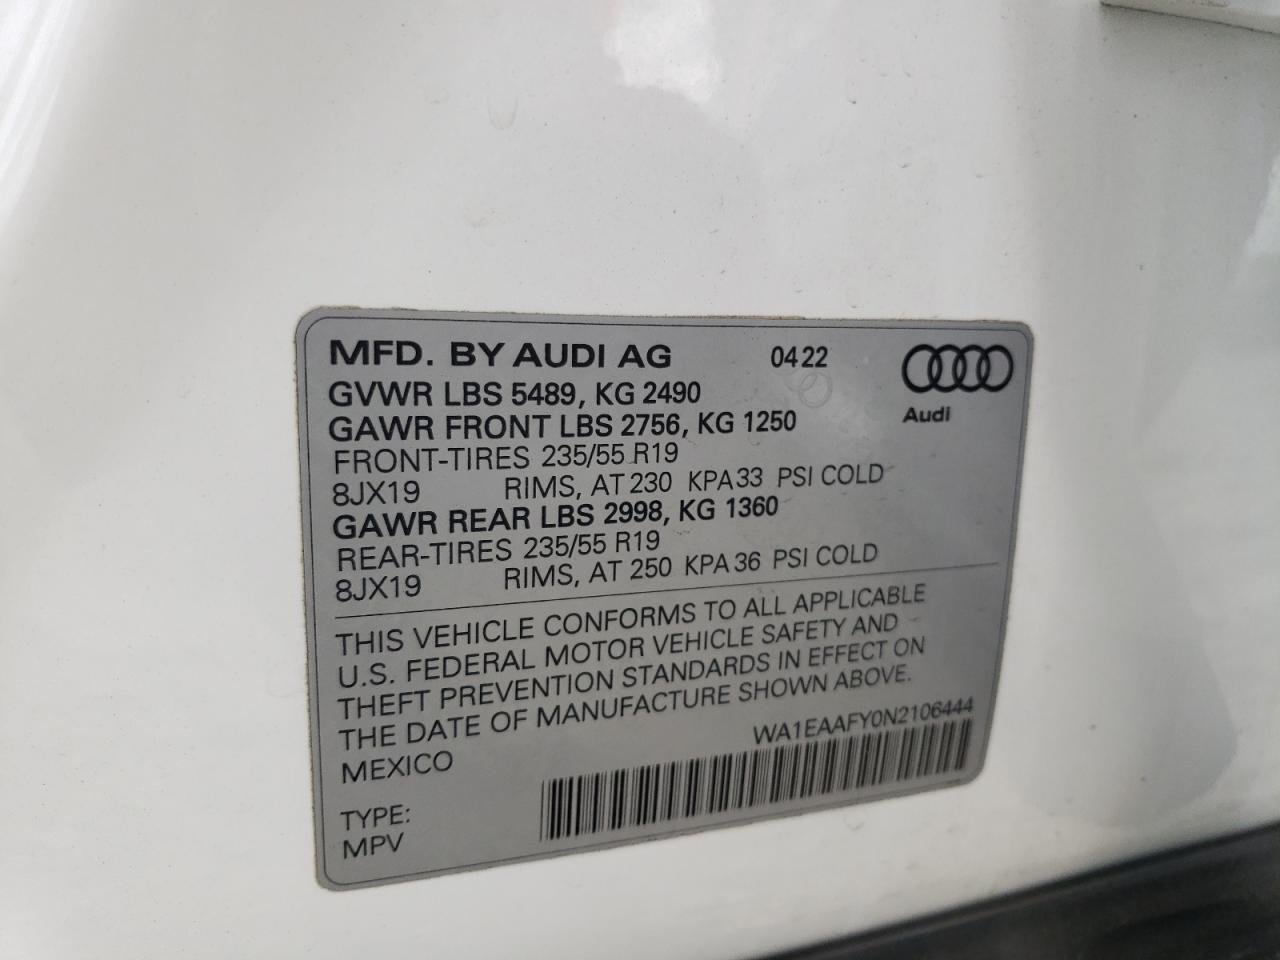 MFD. BY AUDI AG 0422
GVWR LBS 5489, KG 2490
Audi
GAWR FRONT LBS 2756, KG 1250
FRONT-TIRES 235/55 R19
8JX19 RIMS, AT 230 KPA 33 PSI COLD
GAWR REAR LBS 2998, KG 1360
REAR-TIRES 235/55 R19
8JX19 RIMS, AT 250 KPA 36 PSI COLD
THIS VEHICLE CONFORMS TO ALL APPLICABLE
U.S. FEDERAL MOTOR VEHICLE SAFETY AND
THEFT PREVENTION STANDARDS IN EFFECT ON
THE DATE OF MANUFACTURE SHOWN ABOVE.
WA1EAAFY0N2106444
MEXICO
TYPE:
MPV